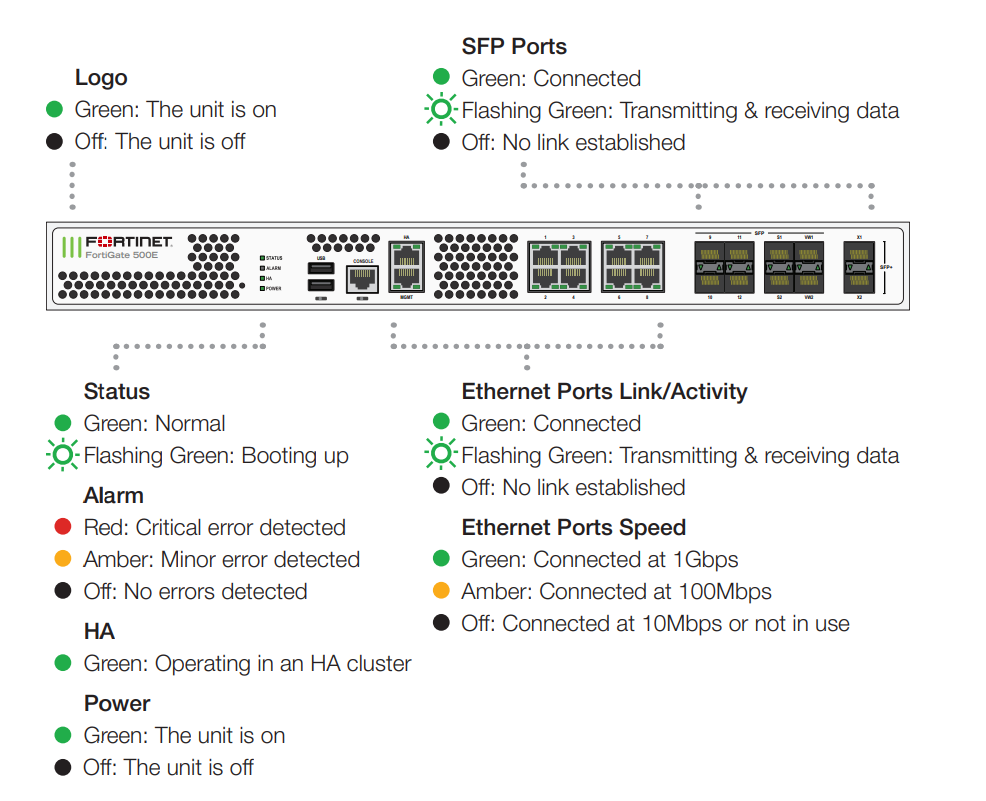 SFP Ports
Green: Connected
Flashing Green: Transmitting & receiving data
Off: No link established
Logo
Green: The unit is on
Off: The unit is off
FORTINET
FortiGate 500E
STATUS
ALARM
HA
POWER
USB
CONSOLE
HA
MGMT
1 3
2 4
5 7
6 8
SFP
9 11 S1 VW1
10 12 S2 VW2
X1
SFP+
X2
Status
Green: Normal
Flashing Green: Booting up
Alarm
Red: Critical error detected
Amber: Minor error detected
Off: No errors detected
HA
Green: Operating in an HA cluster
Power
Green: The unit is on
Off: The unit is off
Ethernet Ports Link/Activity
Green: Connected
Flashing Green: Transmitting & receiving data
Off: No link established
Ethernet Ports Speed
Green: Connected at 1Gbps
Amber: Connected at 100Mbps
Off: Connected at 10Mbps or not in use